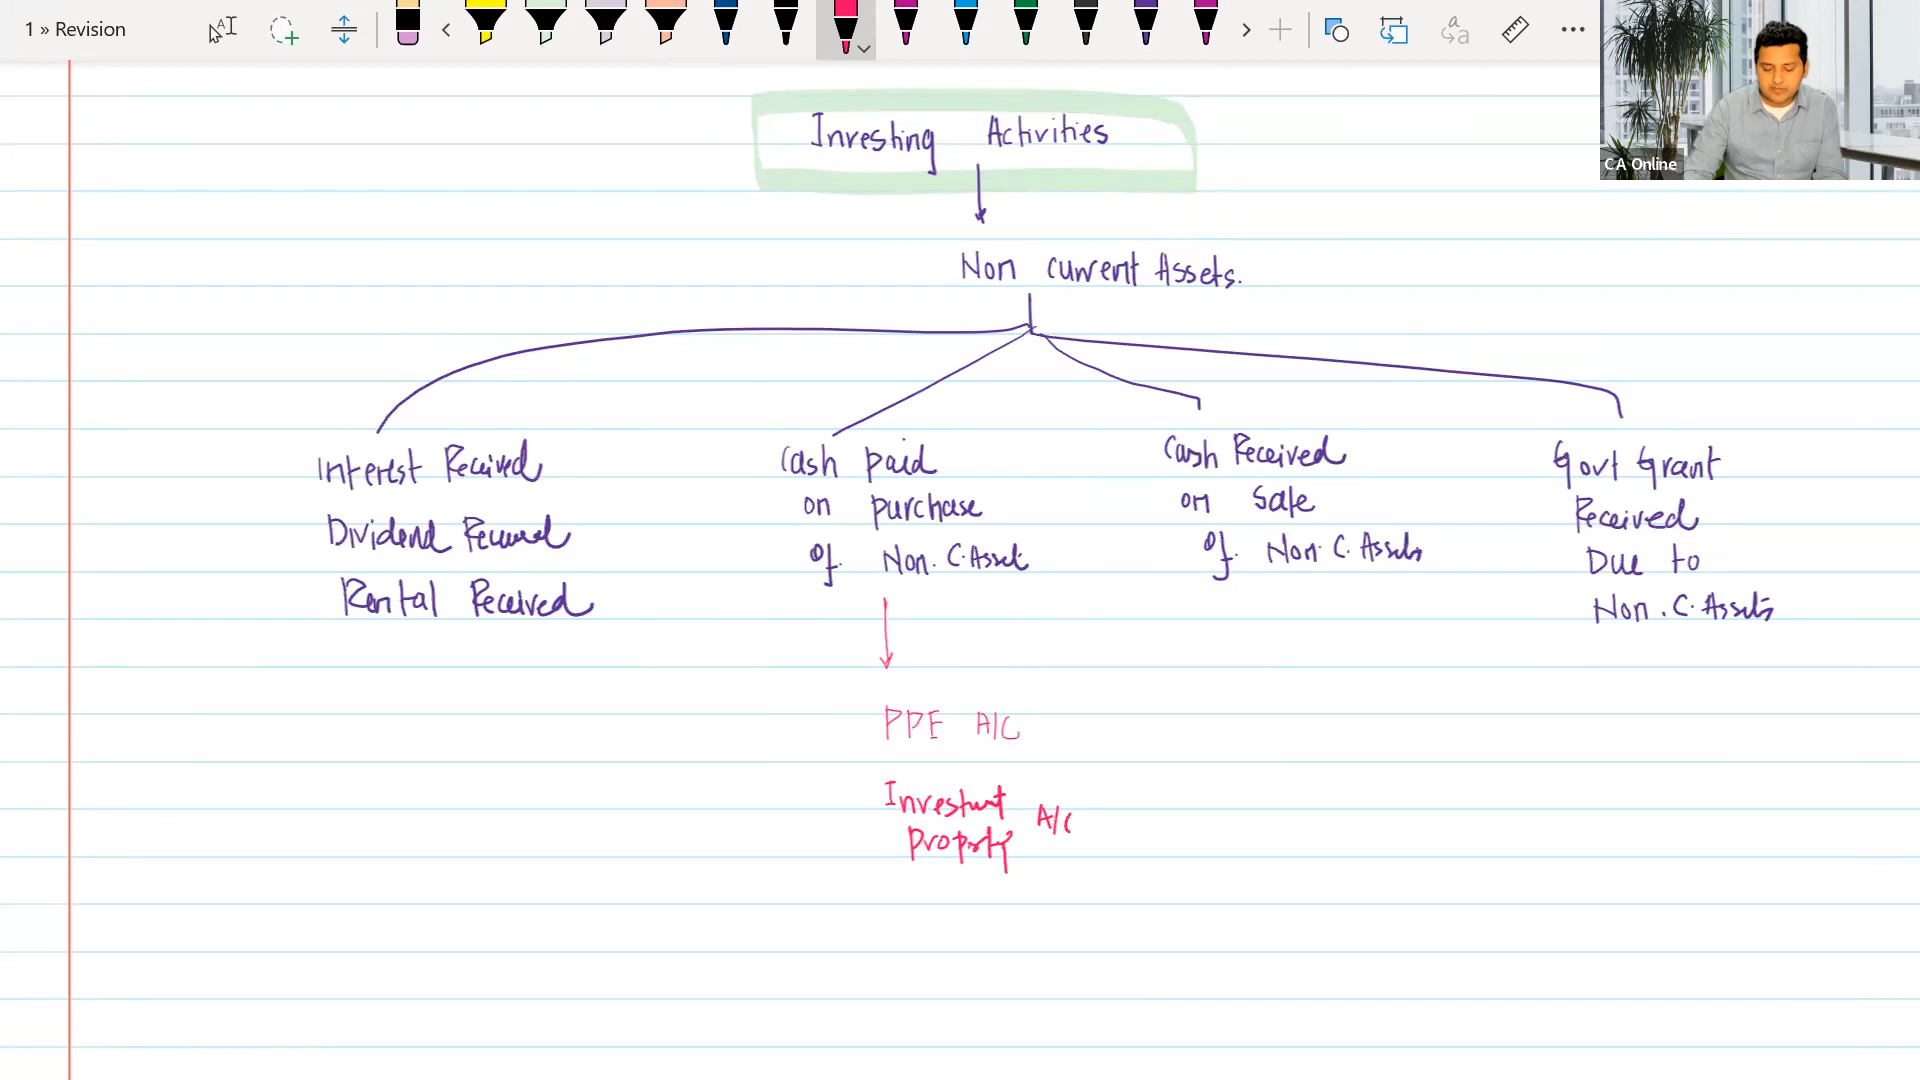 1 » Revision
CA Online
Investing Activities
Non current Assets.
Interest Received
Dividend Received
Rental Received
Cash paid
on purchase
of. Non. C. Asset
Cash Received
on Sale
of. Non. C. Assets
Govt Grant
Received
Due to
Non. C. Assets
PPE A/C
Investment
Property A/C